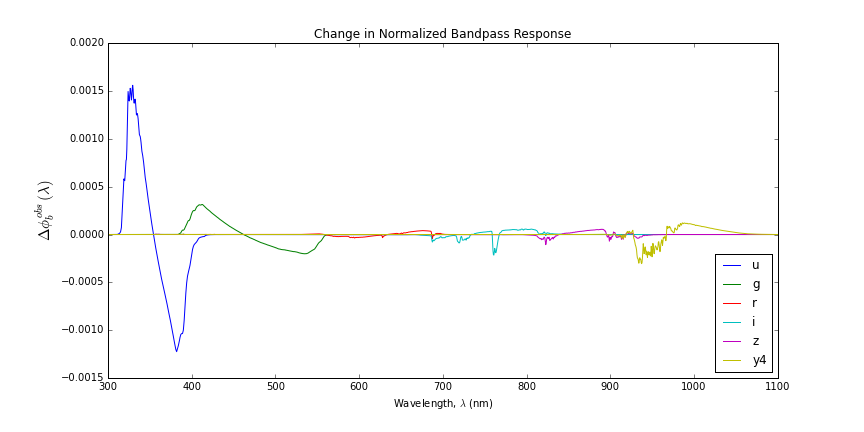 Change in Normalized Bandpass Response
0.0020
0.0015
0.0010
0.0005
0.0000
−0.0005
−0.0010
−0.0015
Δϕ_b^{obs}(λ)
300 400 500 600 700 800 900 1000 1100
Wavelength, λ (nm)
u
g
r
i
z
y4